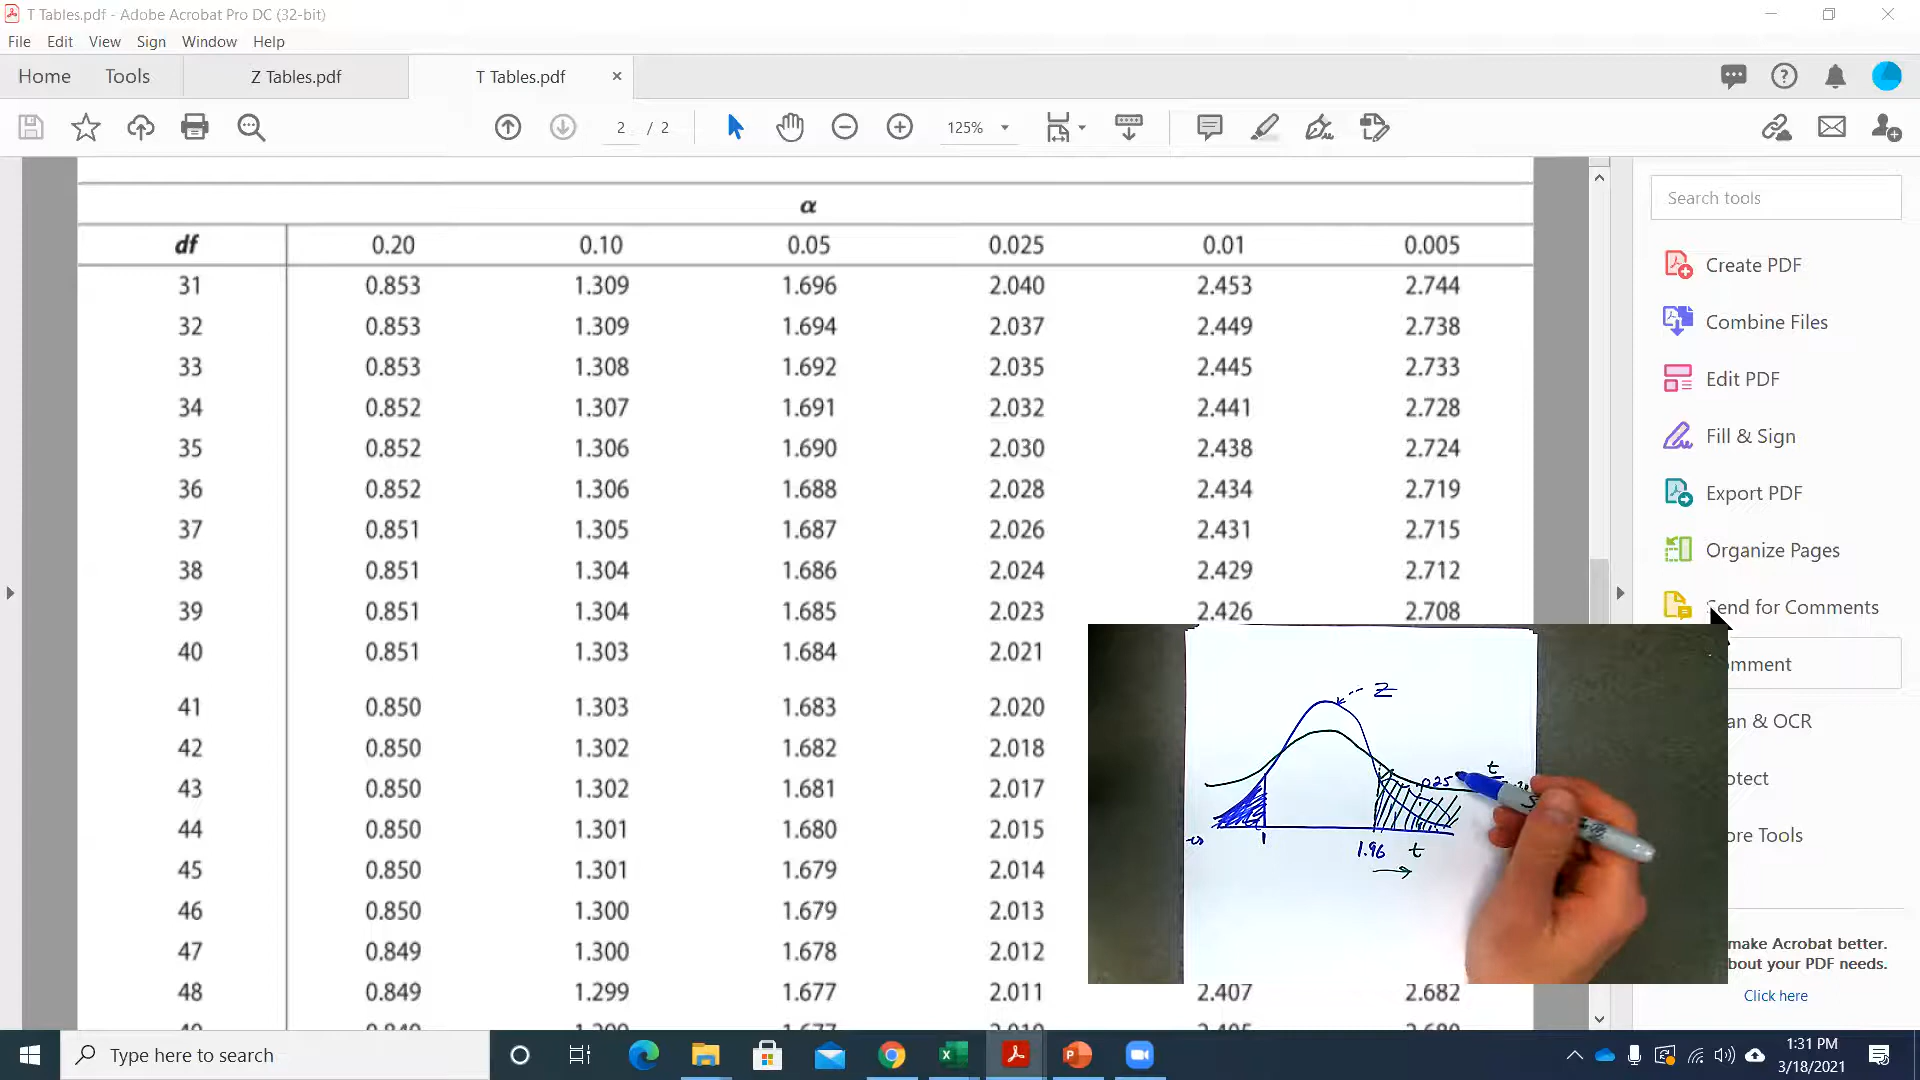 T Tables.pdf - Adobe Acrobat Pro DC (32-bit)
File Edit View Sign Window Help
Home Tools Z Tables.pdf T Tables.pdf
2 / 2 125%
α
df 0.20 0.10 0.05 0.025 0.01 0.005
31 0.853 1.309 1.696 2.040 2.453 2.744
32 0.853 1.309 1.694 2.037 2.449 2.738
33 0.853 1.308 1.692 2.035 2.445 2.733
34 0.852 1.307 1.691 2.032 2.441 2.728
35 0.852 1.306 1.690 2.030 2.438 2.724
36 0.852 1.306 1.688 2.028 2.434 2.719
37 0.851 1.305 1.687 2.026 2.431 2.715
38 0.851 1.304 1.686 2.024 2.429 2.712
39 0.851 1.304 1.685 2.023 2.426 2.708
40 0.851 1.303 1.684 2.021
41 0.850 1.303 1.683 2.020
42 0.850 1.302 1.682 2.018
43 0.850 1.302 1.681 2.017
44 0.850 1.301 1.680 2.015
45 0.850 1.301 1.679 2.014
46 0.850 1.300 1.679 2.013
47 0.849 1.300 1.678 2.012
48 0.849 1.299 1.677 2.011 2.407 2.682
Z
t
.025
-∞ 1 1.96 t
Search tools
Create PDF
Combine Files
Edit PDF
Fill & Sign
Export PDF
Organize Pages
Send for Comments
omment
an & OCR
otect
ore Tools
make Acrobat better.
bout your PDF needs.
Click here
Type here to search
1:31 PM
3/18/2021